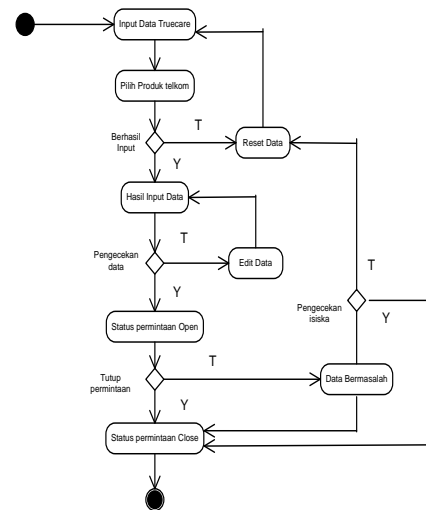 Input Data Truecare
Pilih Produk telkom
Berhasil
Input
T
Reset Data
Y
Hasil Input Data
T
Pengecekan
data
Edit Data
T
Y
Pengecekan
isiska
Y
Status permintaan Open
T
Tutup
permintaan
Data Bermasalah
Y
Status permintaan Close